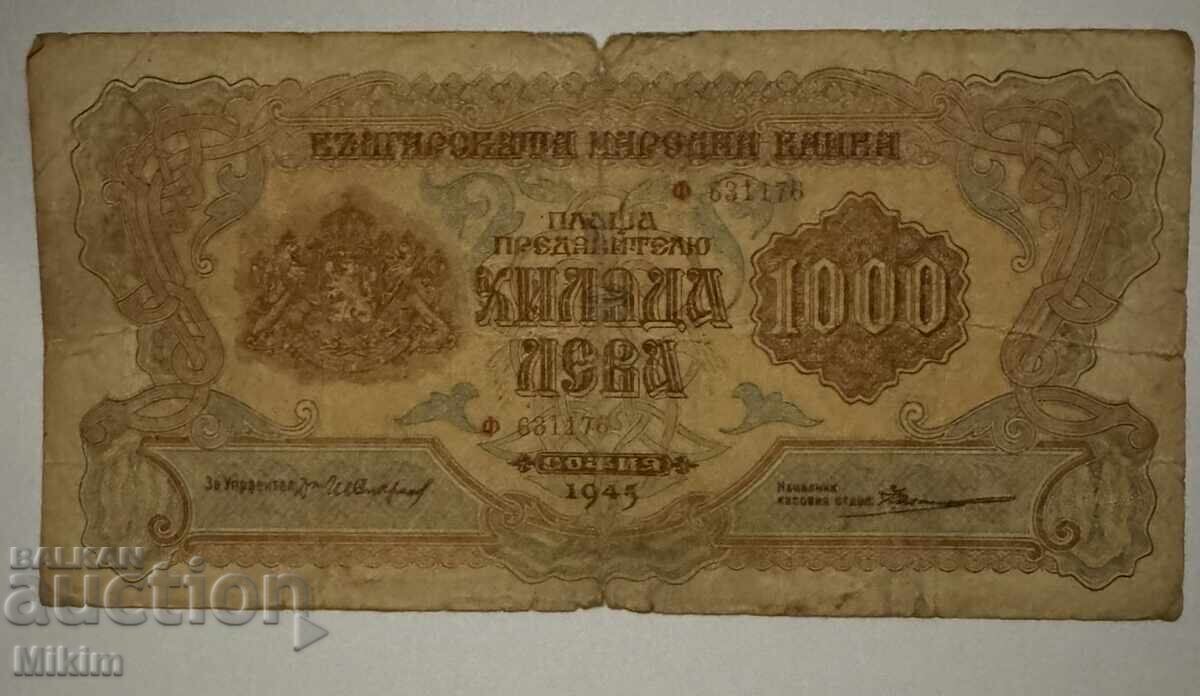 БЪЛГАРСКАТА НАРОДНА БАНКА
Ф 631176
ПЛАЩА
ПРЕДЯВИТЕЛЮ
ХИЛЯДА
ЛЕВА
1000
Ф 631176
СОФИЯ
1945
За Управител
Началник
касовия отдел
BALKAN
auction
Mikim